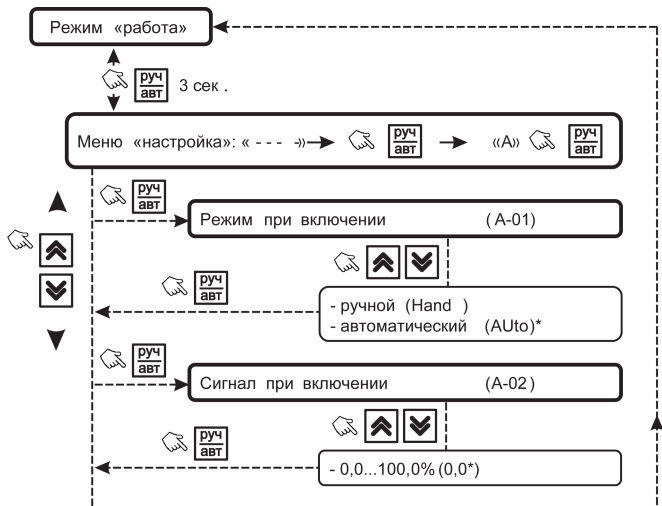 Режим «работа»
руч
авт
3 сек .
Меню «настройка»: « - - - -»
руч
авт
«А»
руч
авт
руч
авт
Режим при включении (A-01)
руч
авт
- ручной (Hand )
- автоматический (AUto)*
руч
авт
Сигнал при включении (A-02)
руч
авт
- 0,0...100,0% (0,0*)